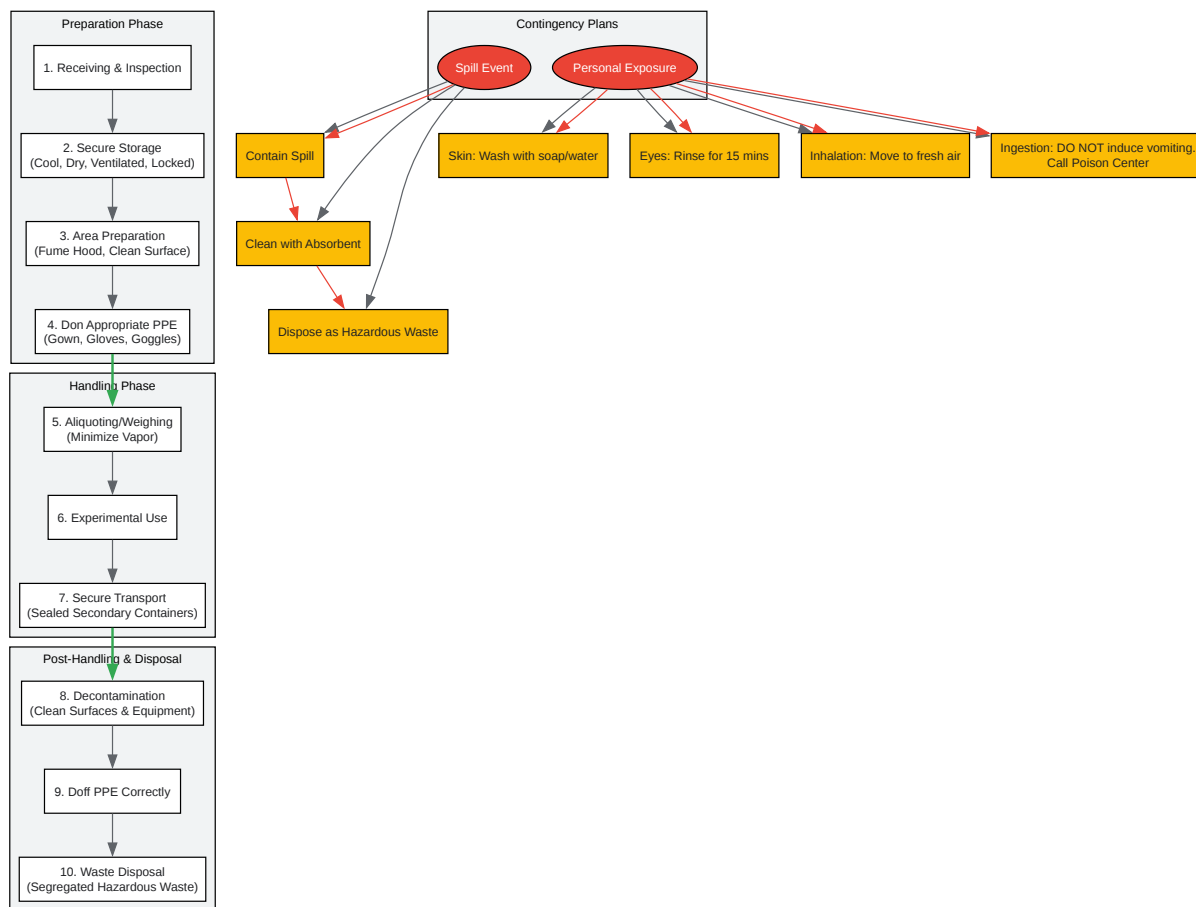 Preparation Phase
1. Receiving & Inspection
2. Secure Storage
(Cool, Dry, Ventilated, Locked)
3. Area Preparation
(Fume Hood, Clean Surface)
4. Don Appropriate PPE
(Gown, Gloves, Goggles)
Handling Phase
5. Aliquoting/Weighing
(Minimize Vapor)
6. Experimental Use
7. Secure Transport
(Sealed Secondary Containers)
Post-Handling & Disposal
8. Decontamination
(Clean Surfaces & Equipment)
9. Doff PPE Correctly
10. Waste Disposal
(Segregated Hazardous Waste)
Contingency Plans
Spill Event
Personal Exposure
Contain Spill
Skin: Wash with soap/water
Eyes: Rinse for 15 mins
Inhalation: Move to fresh air
Ingestion: DO NOT induce vomiting.
Call Poison Center
Clean with Absorbent
Dispose as Hazardous Waste